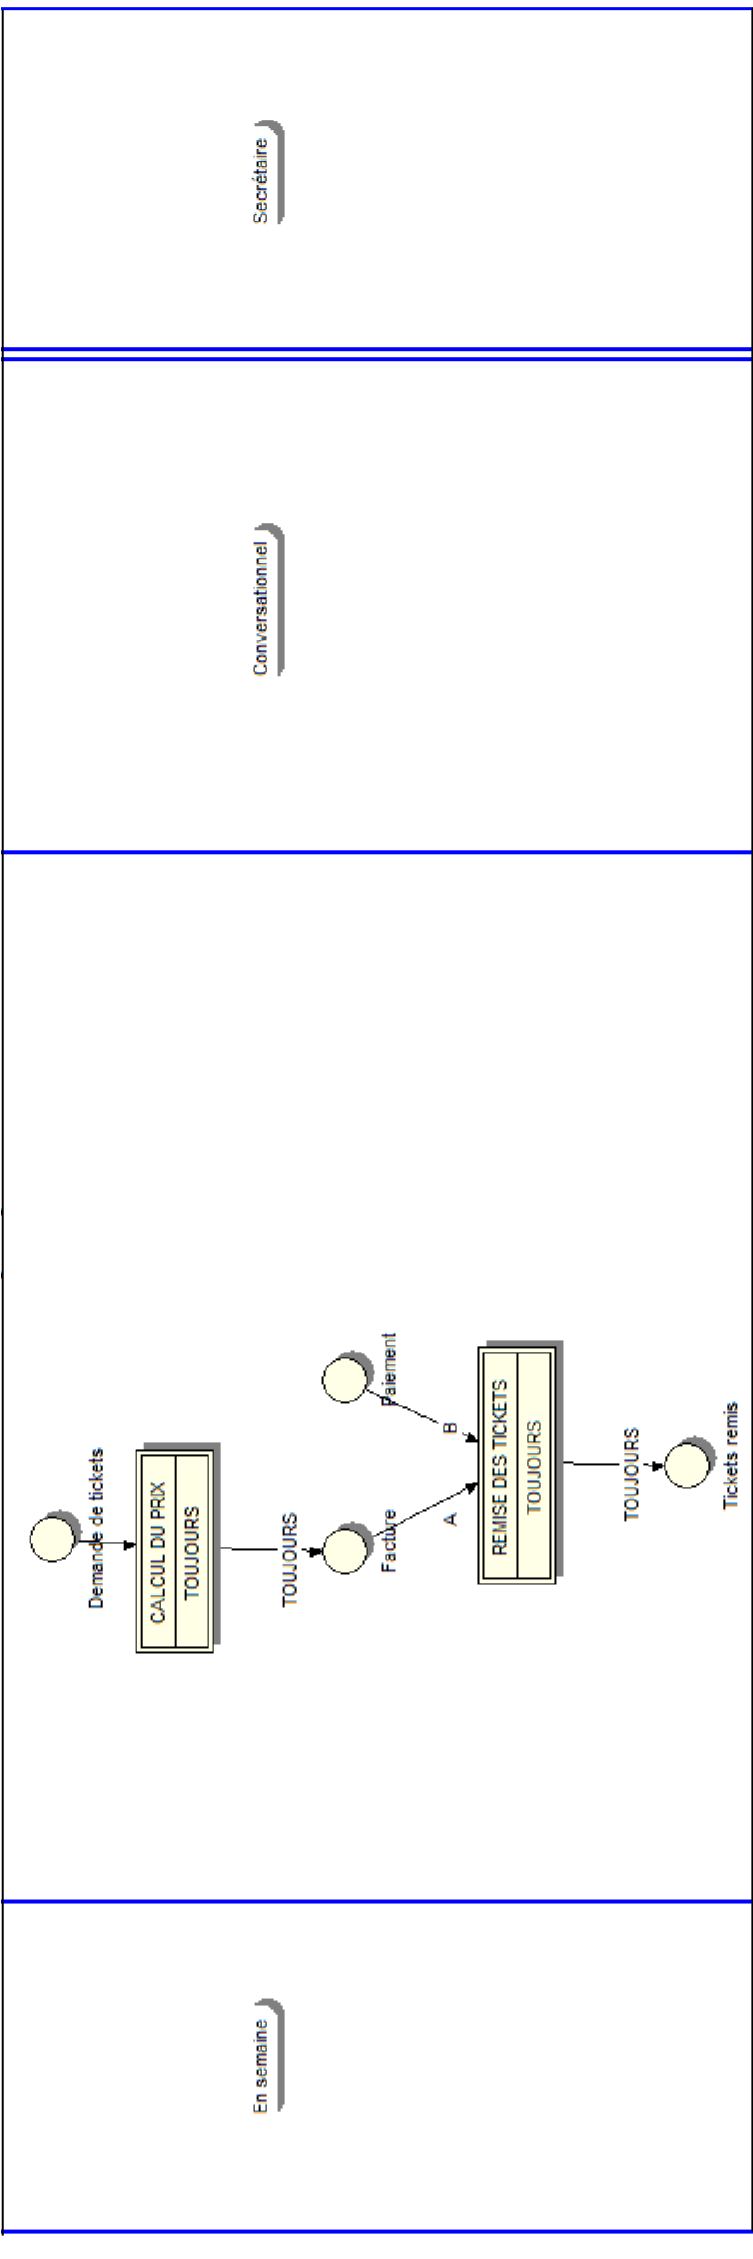 En semaine
Demande de tickets
CALCUL DU PRIX
TOUJOURS
TOUJOURS
Facture
Paiement
A
B
REMISE DES TICKETS
TOUJOURS
TOUJOURS
Tickets remis
Conversationnel
Secrétaire